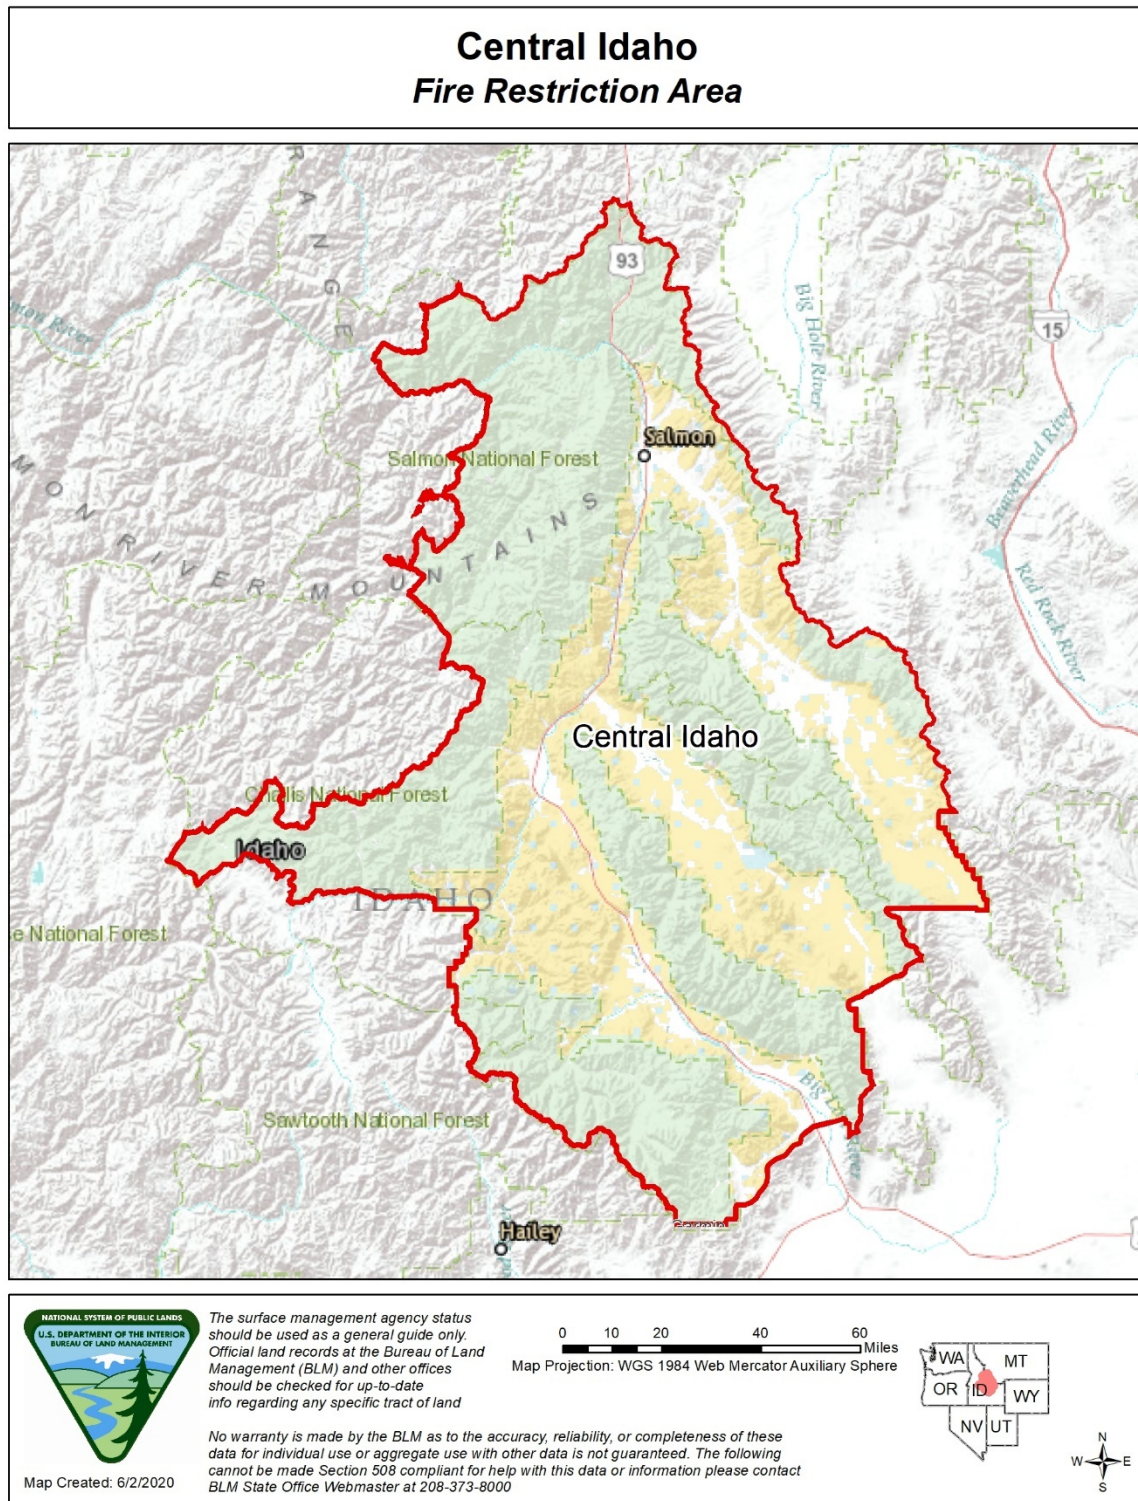 Central Idaho
Fire Restriction Area
RANGE
93
15
Big Hole River
mon River
Salmon
Salmon National Forest
Beaverhead River
MON RIVER MOUNTAINS
Red Rock River
Central Idaho
Challis National Forest
Idaho
IDAHO
e National Forest
Big Lost River
Sawtooth National Forest
Hailey
NATIONAL SYSTEM OF PUBLIC LANDS
U.S. DEPARTMENT OF THE INTERIOR
BUREAU OF LAND MANAGEMENT
Map Created: 6/2/2020
The surface management agency status
should be used as a general guide only.
Official land records at the Bureau of Land
Management (BLM) and other offices
should be checked for up-to-date
info regarding any specific tract of land
No warranty is made by the BLM as to the accuracy, reliability, or completeness of these
data for individual use or aggregate use with other data is not guaranteed. The following
cannot be made Section 508 compliant for help with this data or information please contact
BLM State Office Webmaster at 208-373-8000
0 10 20 40 60
Miles
Map Projection: WGS 1984 Web Mercator Auxiliary Sphere
WA MT
OR ID WY
NV UT
N
W E
S